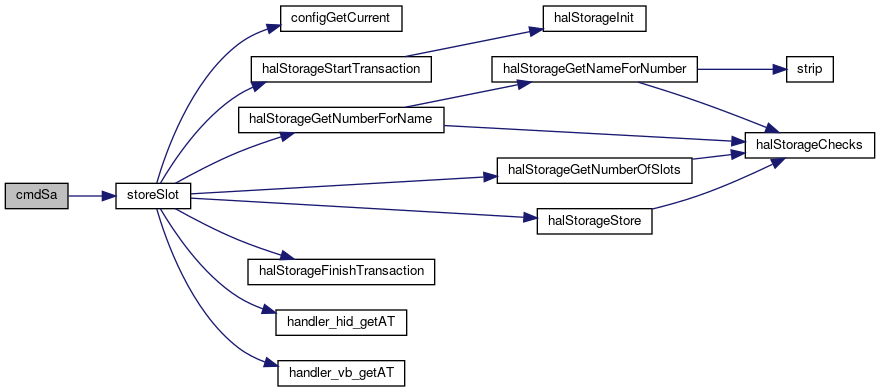 configGetCurrent
halStorageInit
halStorageStartTransaction
halStorageGetNameForNumber
strip
halStorageGetNumberForName
halStorageChecks
halStorageGetNumberOfSlots
cmdSa
storeSlot
halStorageStore
halStorageFinishTransaction
handler_hid_getAT
handler_vb_getAT